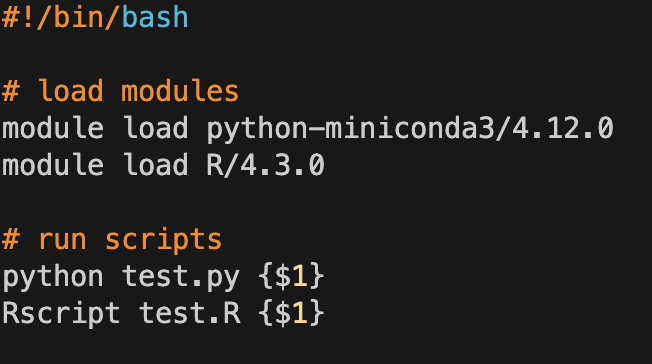 #!/bin/bash
# load modules
module load python-miniconda3/4.12.0
module load R/4.3.0
# run scripts
python test.py {$1}
Rscript test.R {$1}